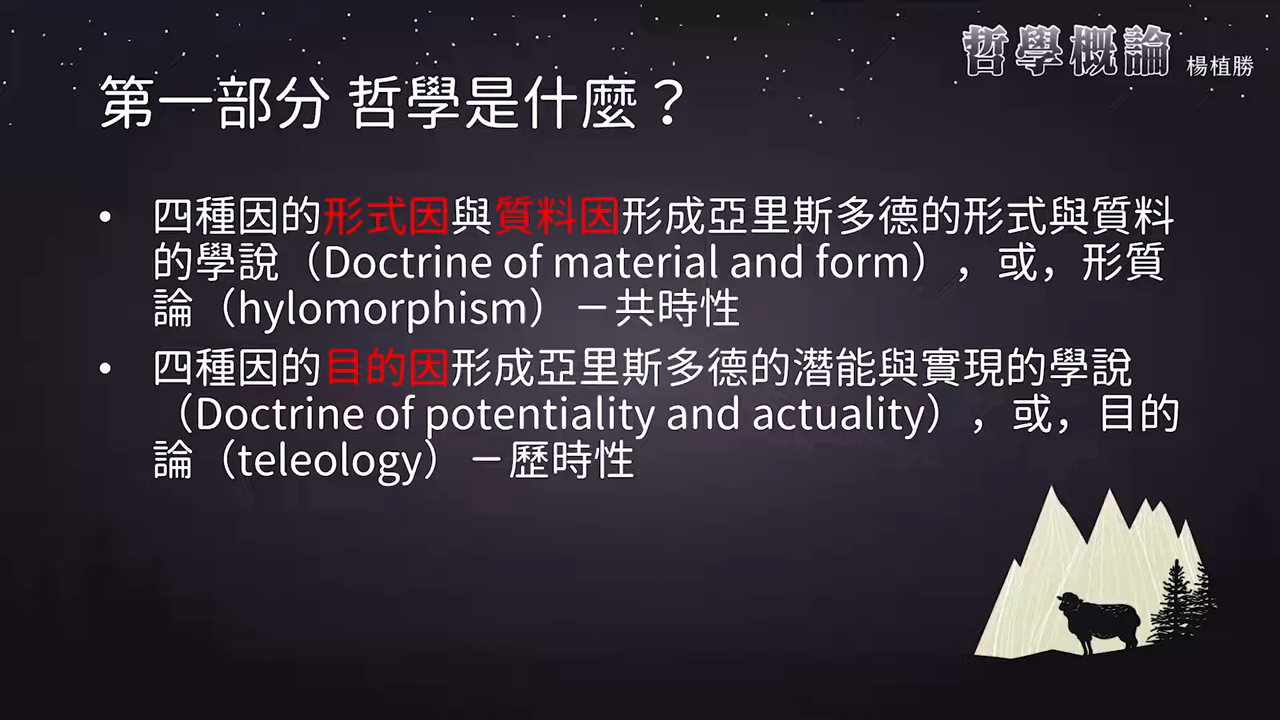 哲學概論 楊植勝
第一部分 哲學是什麼？
• 四種因的形式因與質料因形成亞里斯多德的形式與質料
的學說（Doctrine of material and form），或，形質
論（hylomorphism）－共時性
• 四種因的目的因形成亞里斯多德的潛能與實現的學說
（Doctrine of potentiality and actuality），或，目的
論（teleology）－歷時性